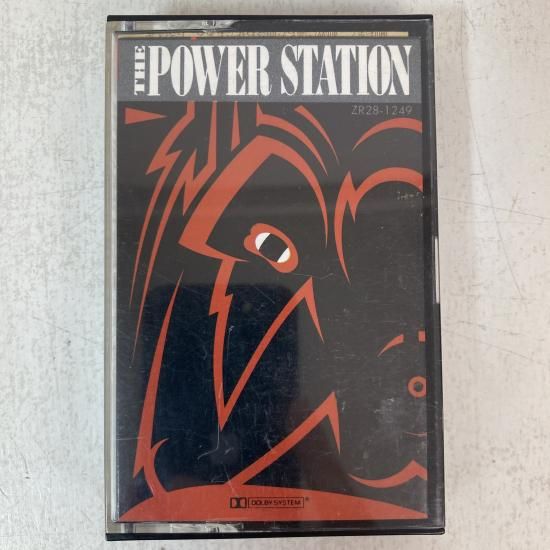 THE POWER STATION
ZR28-1249
DOLBY SYSTEM®